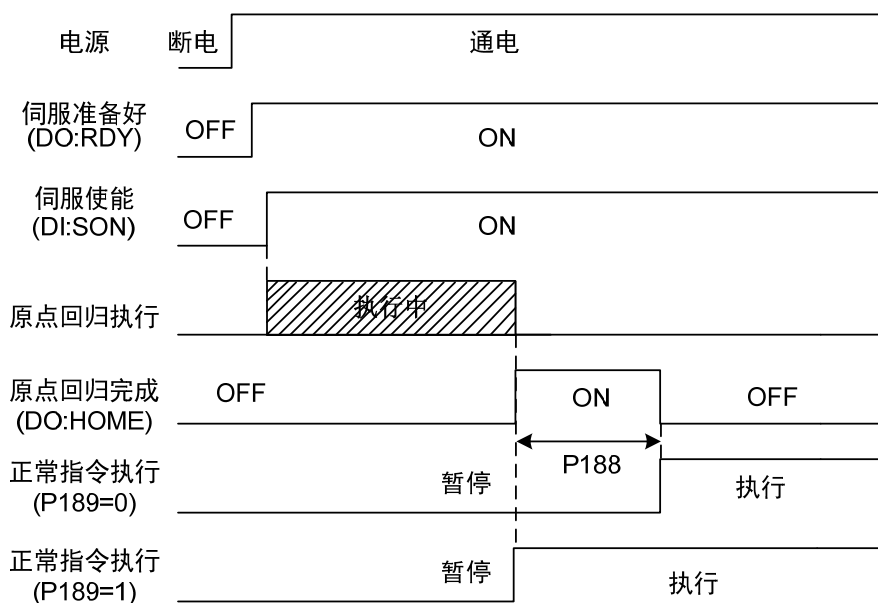 电源 断电 通电
伺服准备好
(DO:RDY) OFF ON
伺服使能
(DI:SON) OFF ON
原点回归执行 执行中
原点回归完成
(DO:HOME) OFF ON OFF
P188
正常指令执行
(P189=0) 暂停 执行
正常指令执行
(P189=1) 暂停 执行